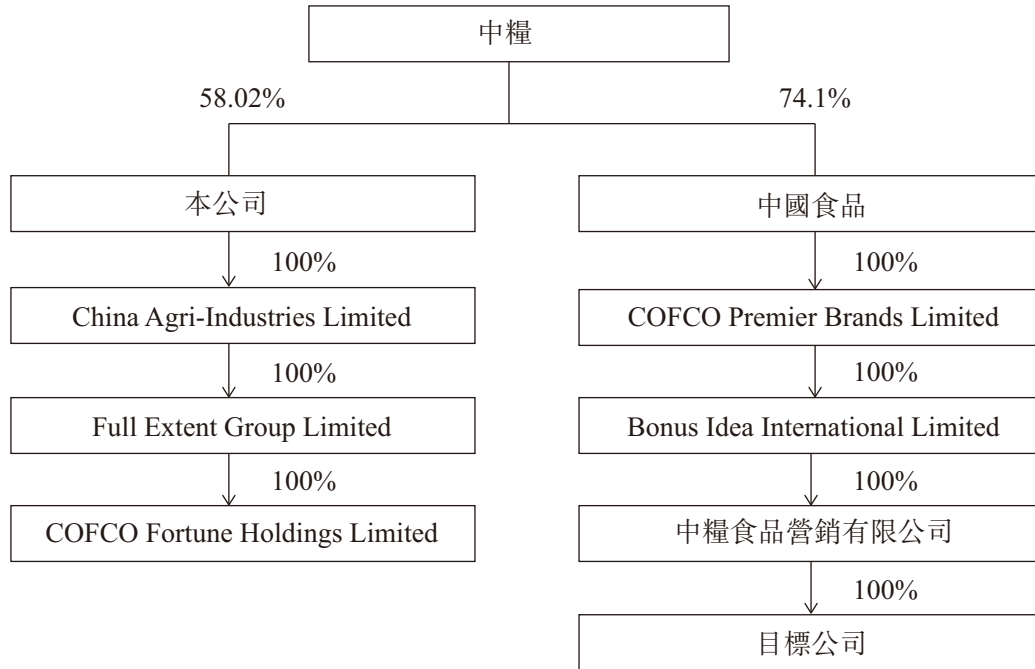 中糧
58.02%
74.1%
本公司
中國食品
100%
100%
China Agri-Industries Limited
COFCO Premier Brands Limited
100%
100%
Full Extent Group Limited
Bonus Idea International Limited
100%
100%
COFCO Fortune Holdings Limited
中糧食品營銷有限公司
100%
目標公司